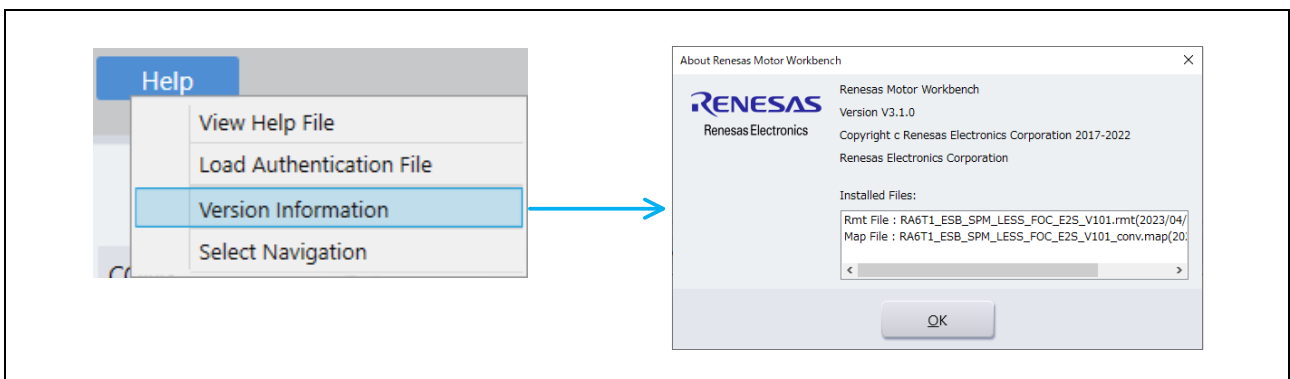 Help
View Help File
Load Authentication File
Version Information
Select Navigation
About Renesas Motor Workbench
RENESAS
Renesas Electronics
Renesas Motor Workbench
Version V3.1.0
Copyright c Renesas Electronics Corporation 2017-2022
Renesas Electronics Corporation
Installed Files:
Rmt File : RA6T1_ESB_SPM_LESS_FOC_E2S_V101.rmt(2023/04/
Map File : RA6T1_ESB_SPM_LESS_FOC_E2S_V101_conv.map(20
OK